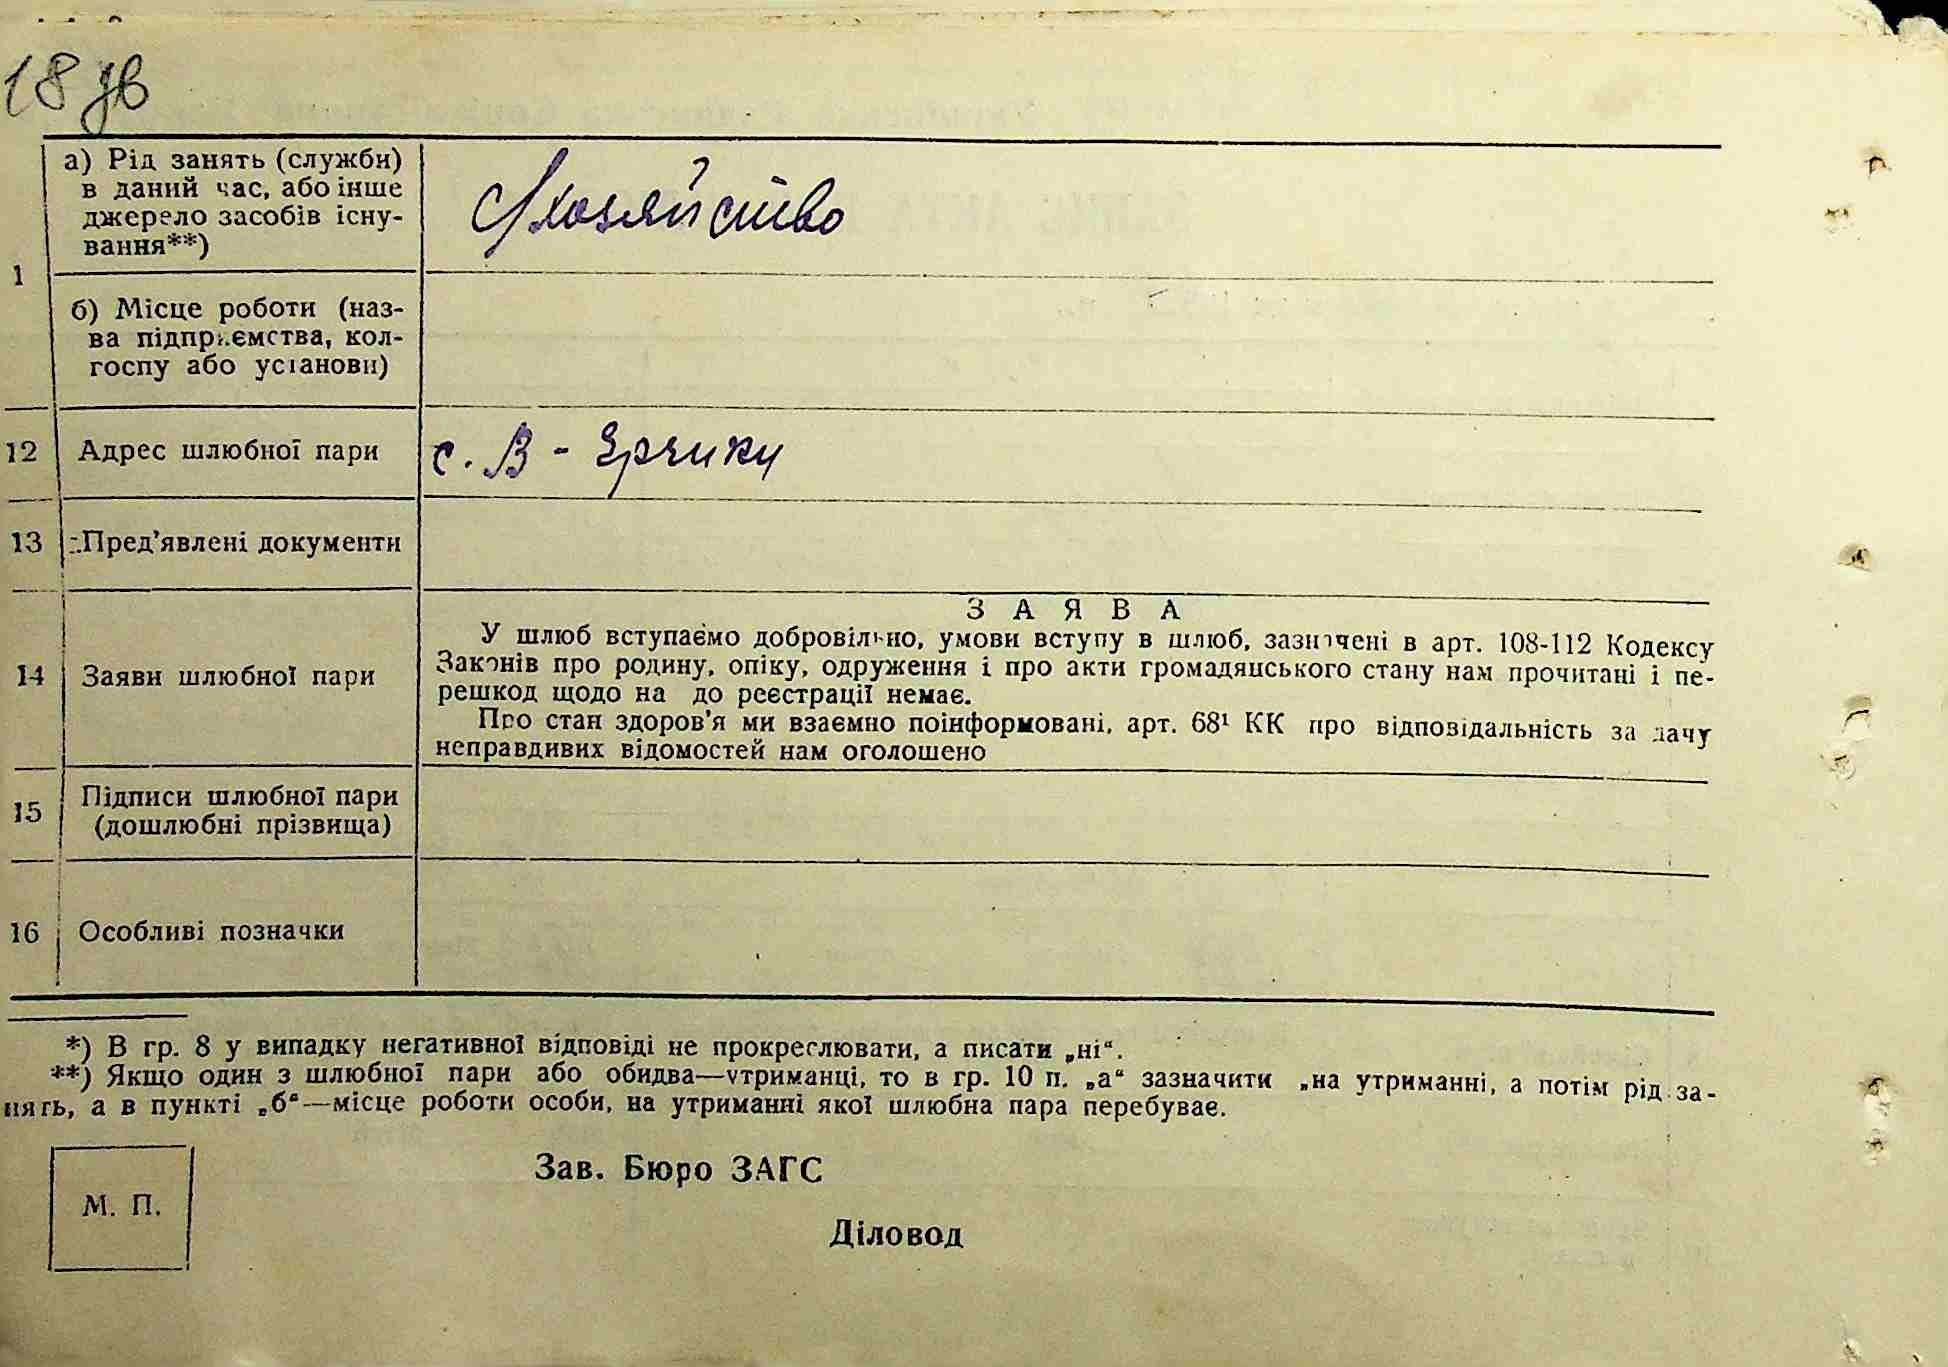 18 зв
а) Рід занять (служби)
в даний час, або інше
джерело засобів існу-
вання**)
хозяйство
1
б) Місце роботи (наз-
ва підприємства, кол-
госпу або установи)
12 Адрес шлюбної пари с. В - Ерчики
13 Пред'явлені документи
ЗАЯВА
У шлюб вступаємо добровільно, умови вступу в шлюб, зазначені в арт. 108-112 Кодексу
Законів про родину, опіку, одруження і про акти громадянського стану нам прочитані і пе-
решкод щодо на до реєстрації немає.
14 Заяви шлюбної пари
Про стан здоров'я ми взаємно поінформовані, арт. 68¹ КК про відповідальність за дачу
неправдивих відомостей нам оголошено
15 Підписи шлюбної пари
(дошлюбні прізвища)
16 Особливі позначки
*) В гр. 8 у випадку негативної відповіді не прокреслювати, а писати „ні“.
**) Якщо один з шлюбної пари або обидва—утриманці, то в гр. 10 п. „а“ зазначити „на утриманні, а потім рід за-
нять, а в пункті „б“—місце роботи особи, на утриманні якої шлюбна пара перебуває.
Зав. Бюро ЗАГС
М. П.
Діловод